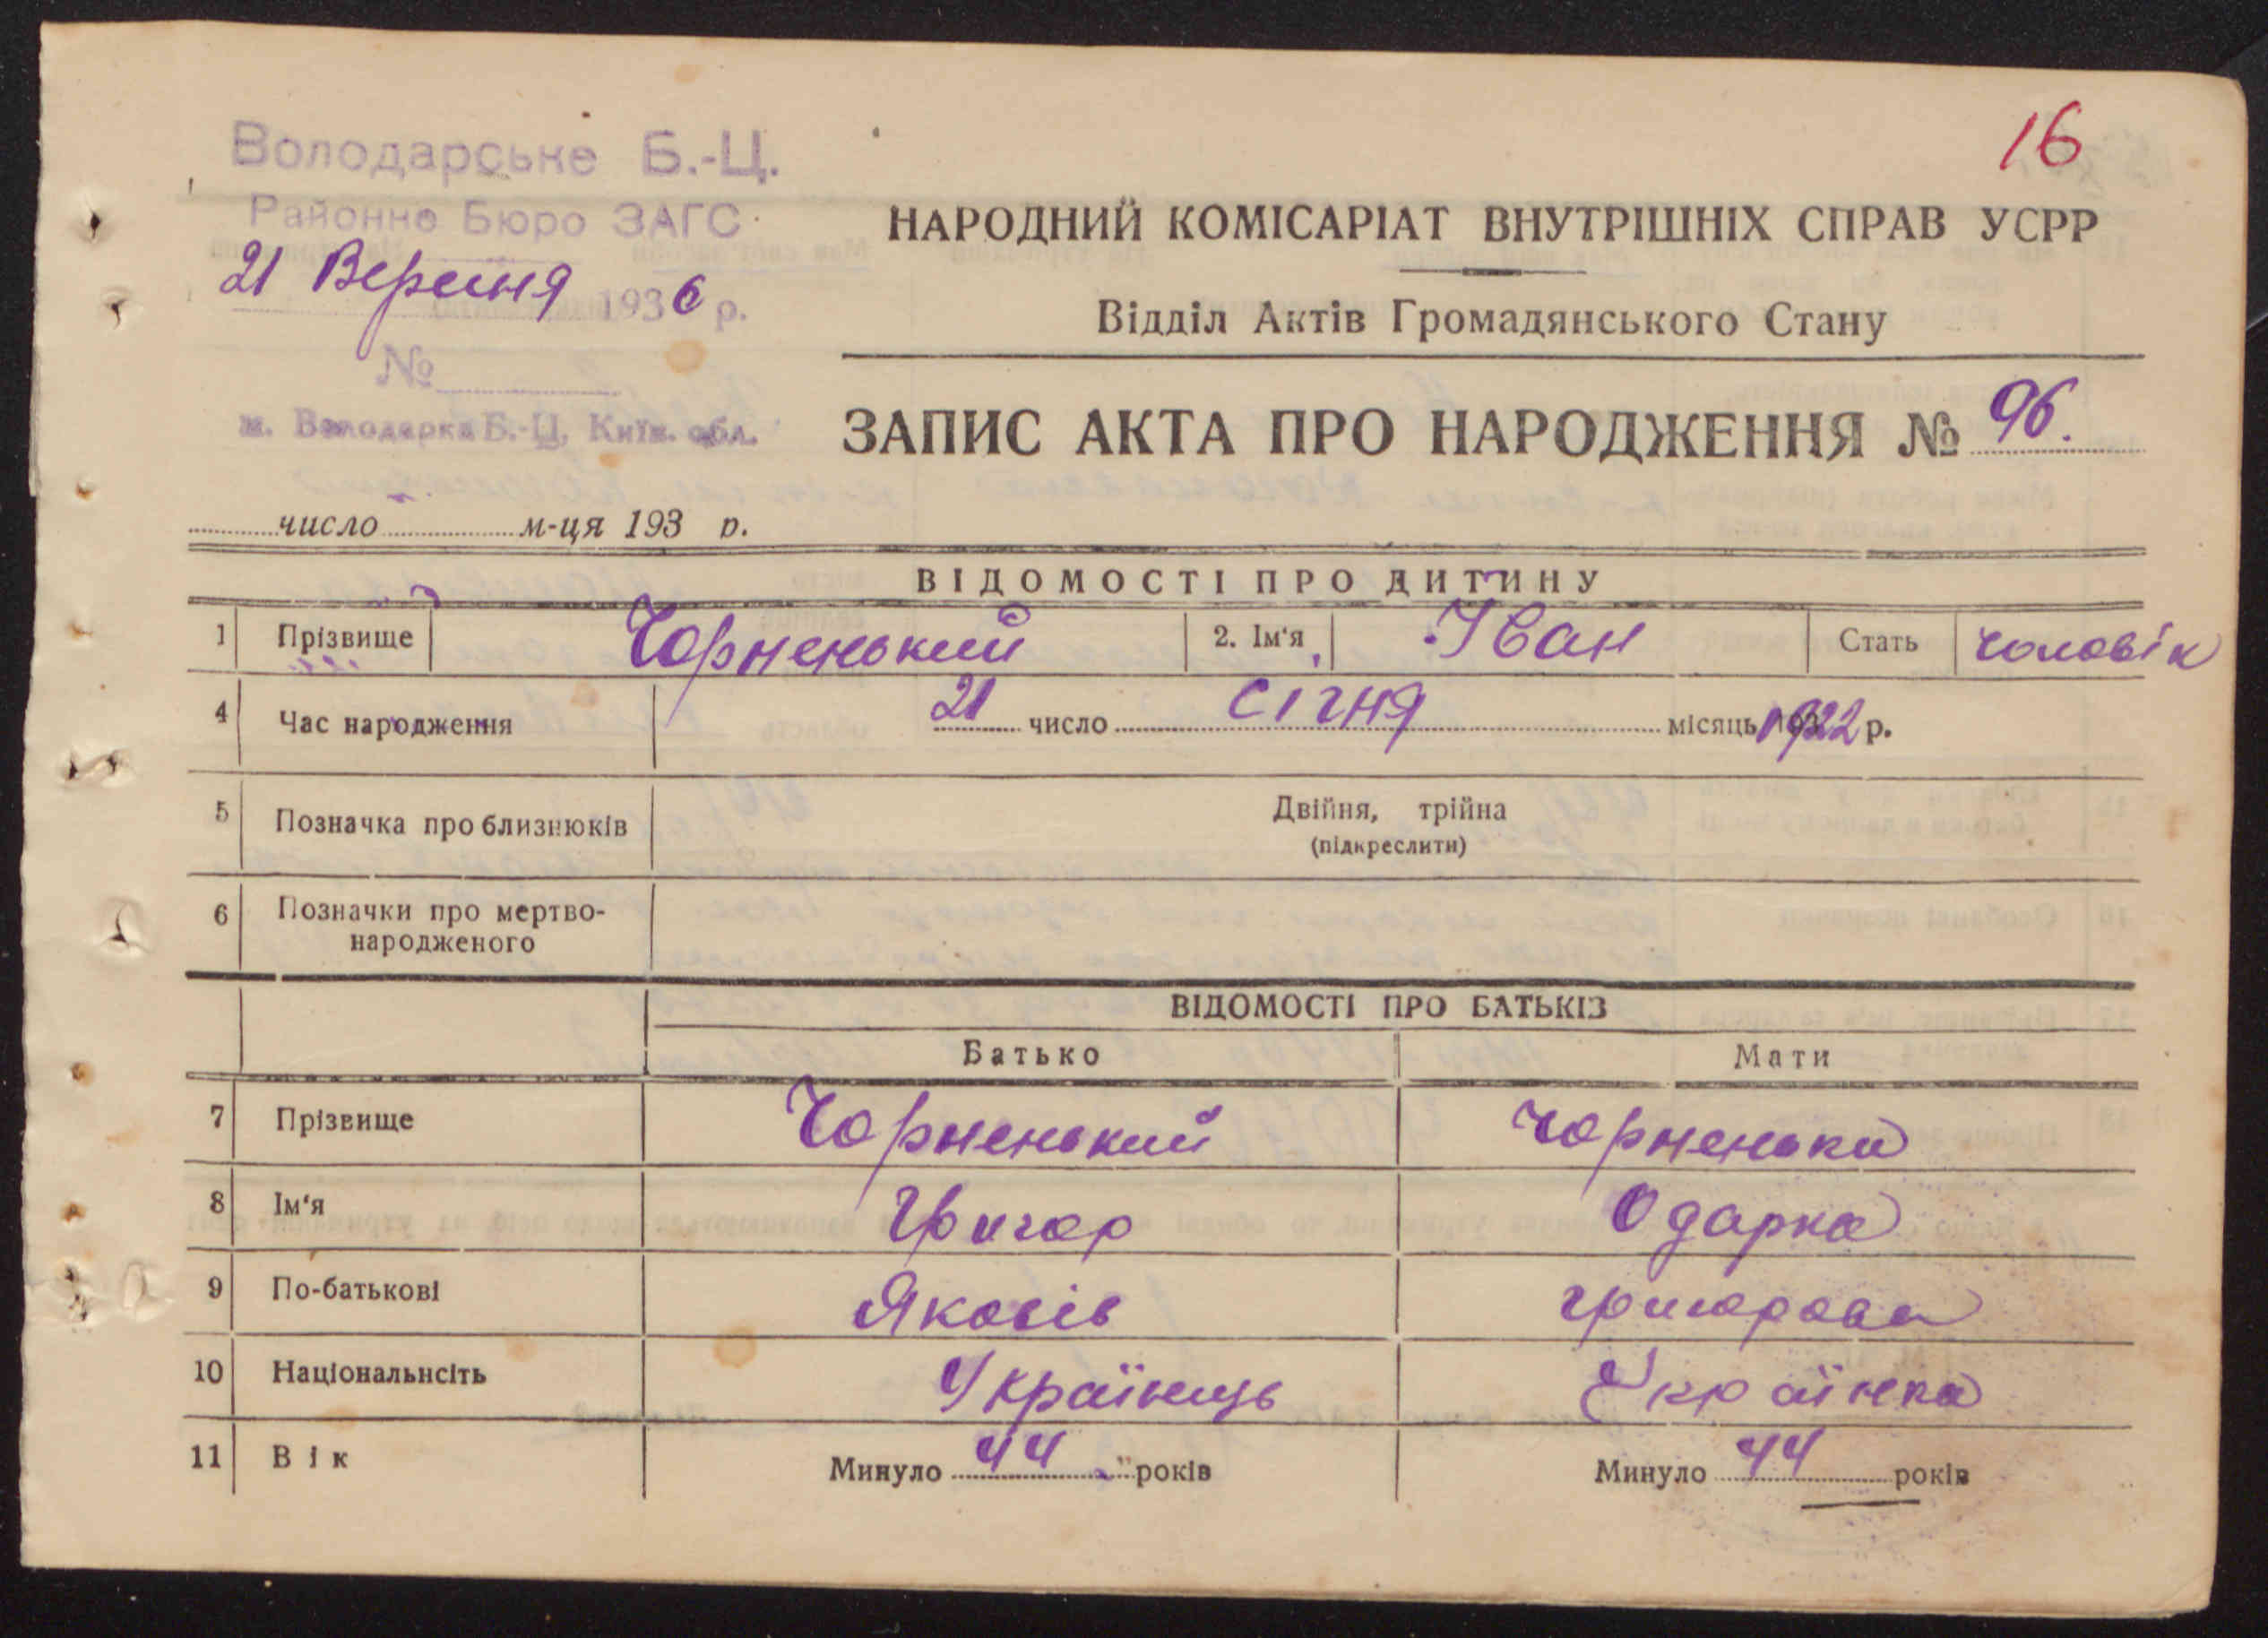 16
Володарське Б.-Ц.
Районне Бюро ЗАГС
21 Вересня 1936 р.
№
м. Володарка Б.-Ц. Київ. обл.
НАРОДНИЙ КОМІСАРІАТ ВНУТРІШНІХ СПРАВ УСРР
Відділ Актів Громадянського Стану
ЗАПИС АКТА ПРО НАРОДЖЕННЯ № 96.
число м-ця 193 р.
ВІДОМОСТІ ПРО ДИТИНУ
1 Прізвище Чорненький 2. Ім'я Іван Стать чоловік
4 Час народження 21 число січня місяць 1922 р.
5 Позначка про близнюків Двійня, трійна
(підкреслити)
6 Позначки про мертво-
народженого
ВІДОМОСТІ ПРО БАТЬКІВ
Батько Мати
7 Прізвище Чорненький Чорненька
8 Ім'я Григор Одарка
9 По-батькові Яковів Григорова
10 Національнсіть Українець Українка
11 Вік Минуло 44 років Минуло 44 років